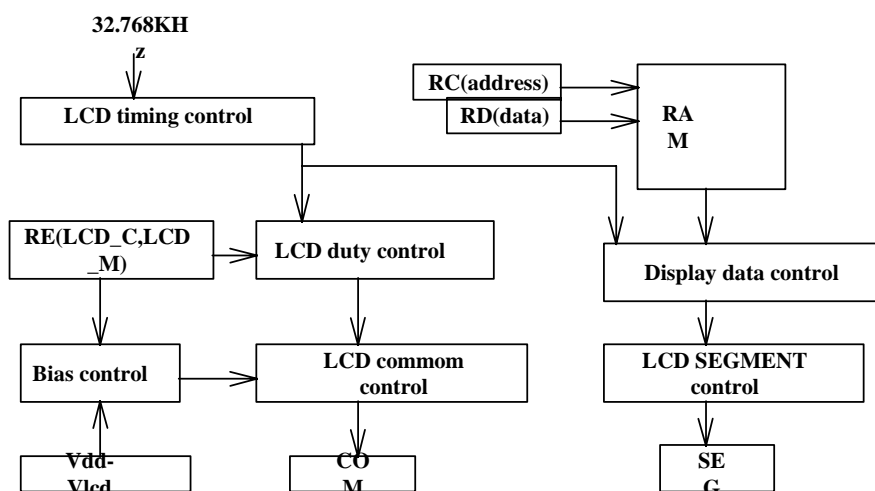 32.768KH
z
LCD timing control
RC(address)
RD(data)
RA
M
RE(LCD_C,LCD
_M)
LCD duty control
Display data control
Bias control
LCD commom
control
LCD SEGMENT
control
Vdd-
Vlcd
CO
M
SE
G